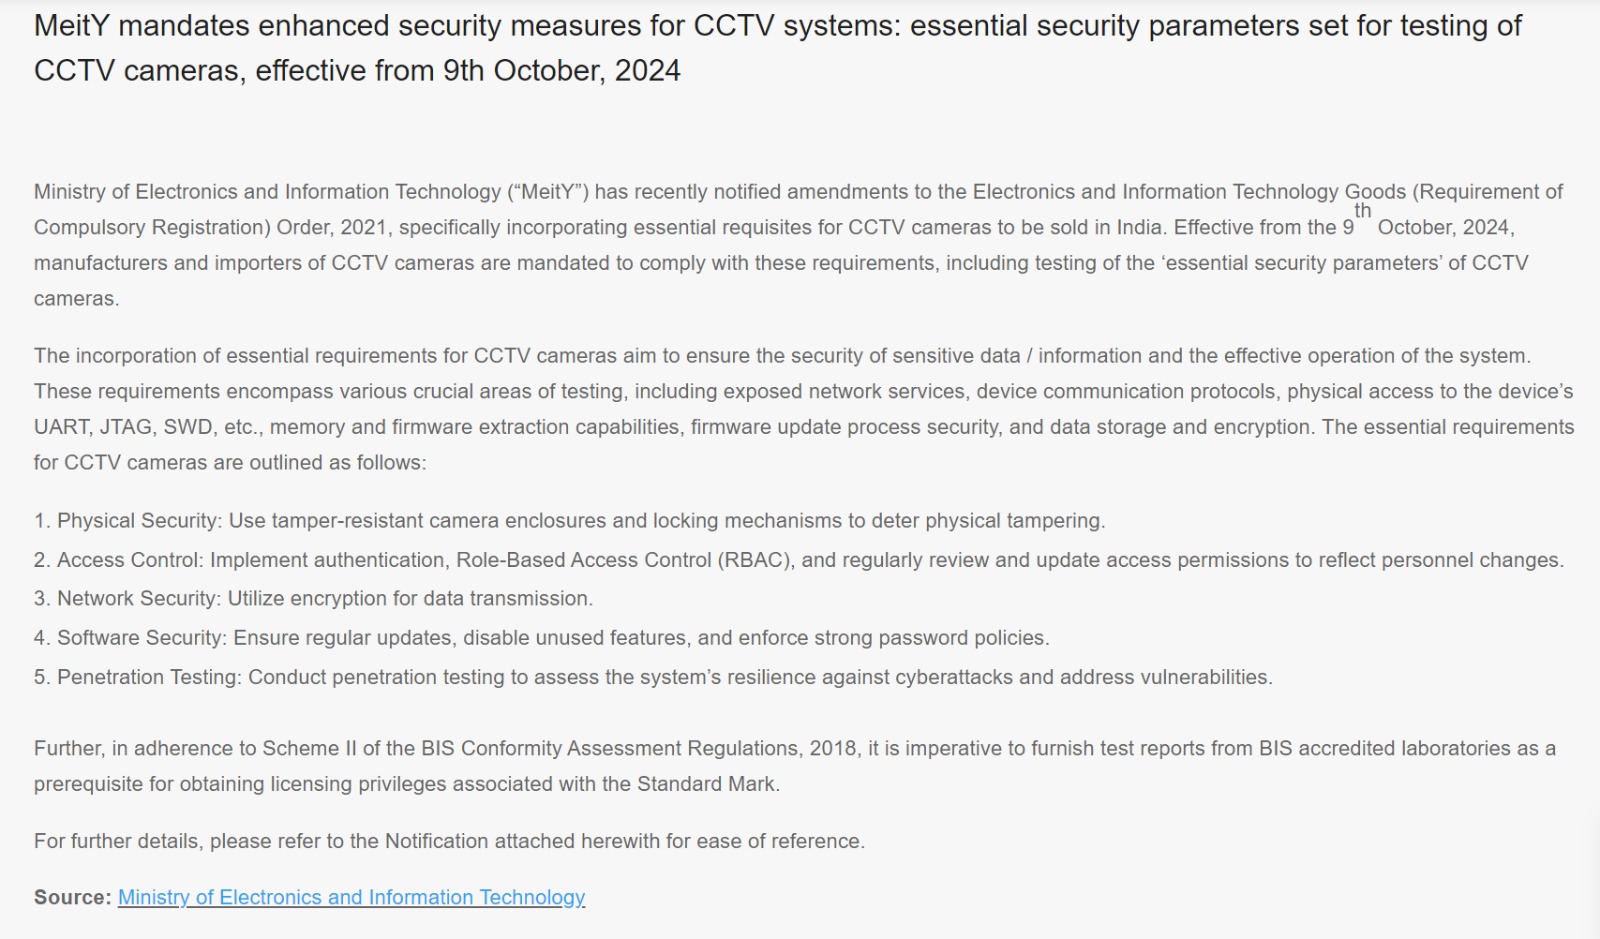 MeitY mandates enhanced security measures for CCTV systems: essential security parameters set for testing of
CCTV cameras, effective from 9th October, 2024
Ministry of Electronics and Information Technology (“MeitY”) has recently notified amendments to the Electronics and Information Technology Goods (Requirement of
Compulsory Registration) Order, 2021, specifically incorporating essential requisites for CCTV cameras to be sold in India. Effective from the 9th October, 2024,
manufacturers and importers of CCTV cameras are mandated to comply with these requirements, including testing of the ‘essential security parameters’ of CCTV
cameras.
The incorporation of essential requirements for CCTV cameras aim to ensure the security of sensitive data / information and the effective operation of the system.
These requirements encompass various crucial areas of testing, including exposed network services, device communication protocols, physical access to the device’s
UART, JTAG, SWD, etc., memory and firmware extraction capabilities, firmware update process security, and data storage and encryption. The essential requirements
for CCTV cameras are outlined as follows:
1. Physical Security: Use tamper-resistant camera enclosures and locking mechanisms to deter physical tampering.
2. Access Control: Implement authentication, Role-Based Access Control (RBAC), and regularly review and update access permissions to reflect personnel changes.
3. Network Security: Utilize encryption for data transmission.
4. Software Security: Ensure regular updates, disable unused features, and enforce strong password policies.
5. Penetration Testing: Conduct penetration testing to assess the system’s resilience against cyberattacks and address vulnerabilities.
Further, in adherence to Scheme II of the BIS Conformity Assessment Regulations, 2018, it is imperative to furnish test reports from BIS accredited laboratories as a
prerequisite for obtaining licensing privileges associated with the Standard Mark.
For further details, please refer to the Notification attached herewith for ease of reference.
Source: Ministry of Electronics and Information Technology